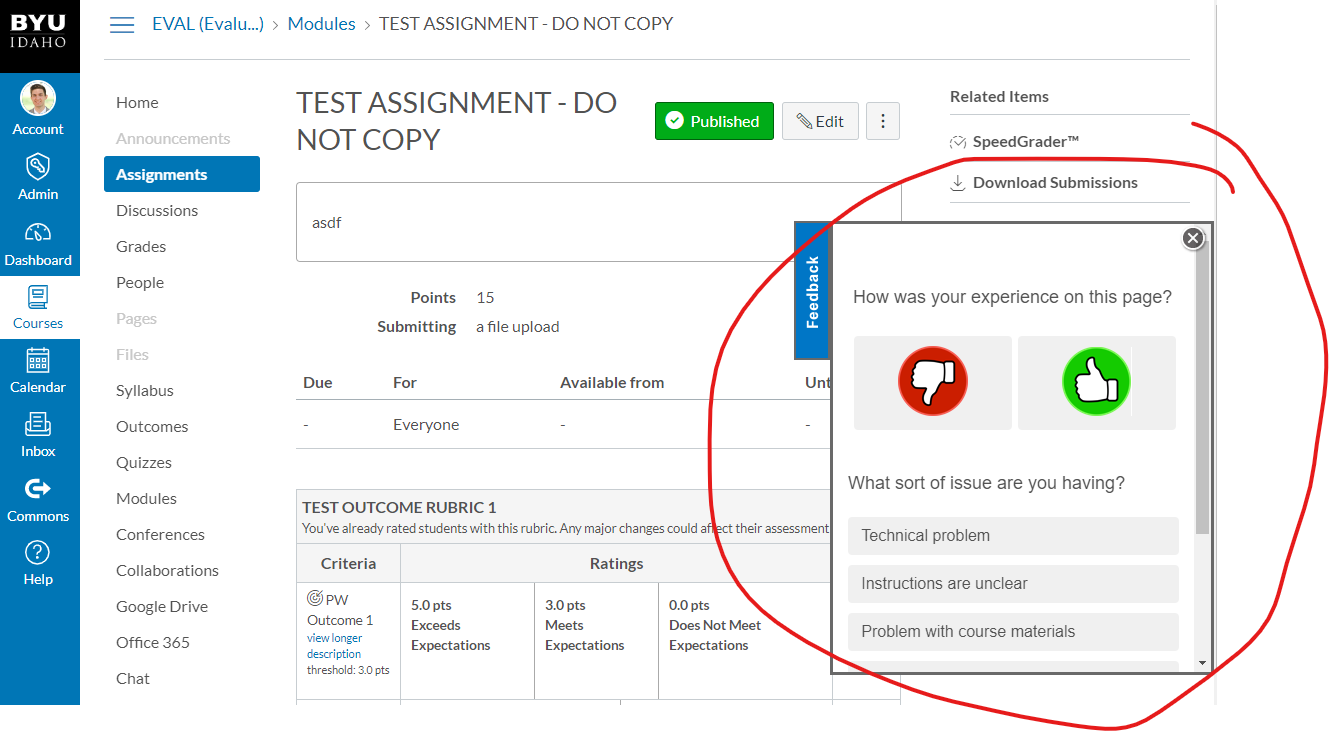 BYU
IDAHO
EVAL (Evalu...) > Modules > TEST ASSIGNMENT - DO NOT COPY
Account
Admin
Dashboard
Courses
Calendar
Inbox
Commons
Help
Home
Announcements
Assignments
Discussions
Grades
People
Pages
Files
Syllabus
Outcomes
Quizzes
Modules
Conferences
Collaborations
Google Drive
Office 365
Chat
TEST ASSIGNMENT - DO
NOT COPY
Published
Edit
asdf
Points 15
Submitting a file upload
Due For Available from Unt
- Everyone - -
TEST OUTCOME RUBRIC 1
You've already rated students with this rubric. Any major changes could affect their assessment
Criteria Ratings
PW
Outcome 1
view longer
description
threshold: 3.0 pts
5.0 pts
Exceeds
Expectations
3.0 pts
Meets
Expectations
0.0 pts
Does Not Meet
Expectations
Related Items
SpeedGrader™
Download Submissions
Feedback
How was your experience on this page?
What sort of issue are you having?
Technical problem
Instructions are unclear
Problem with course materials